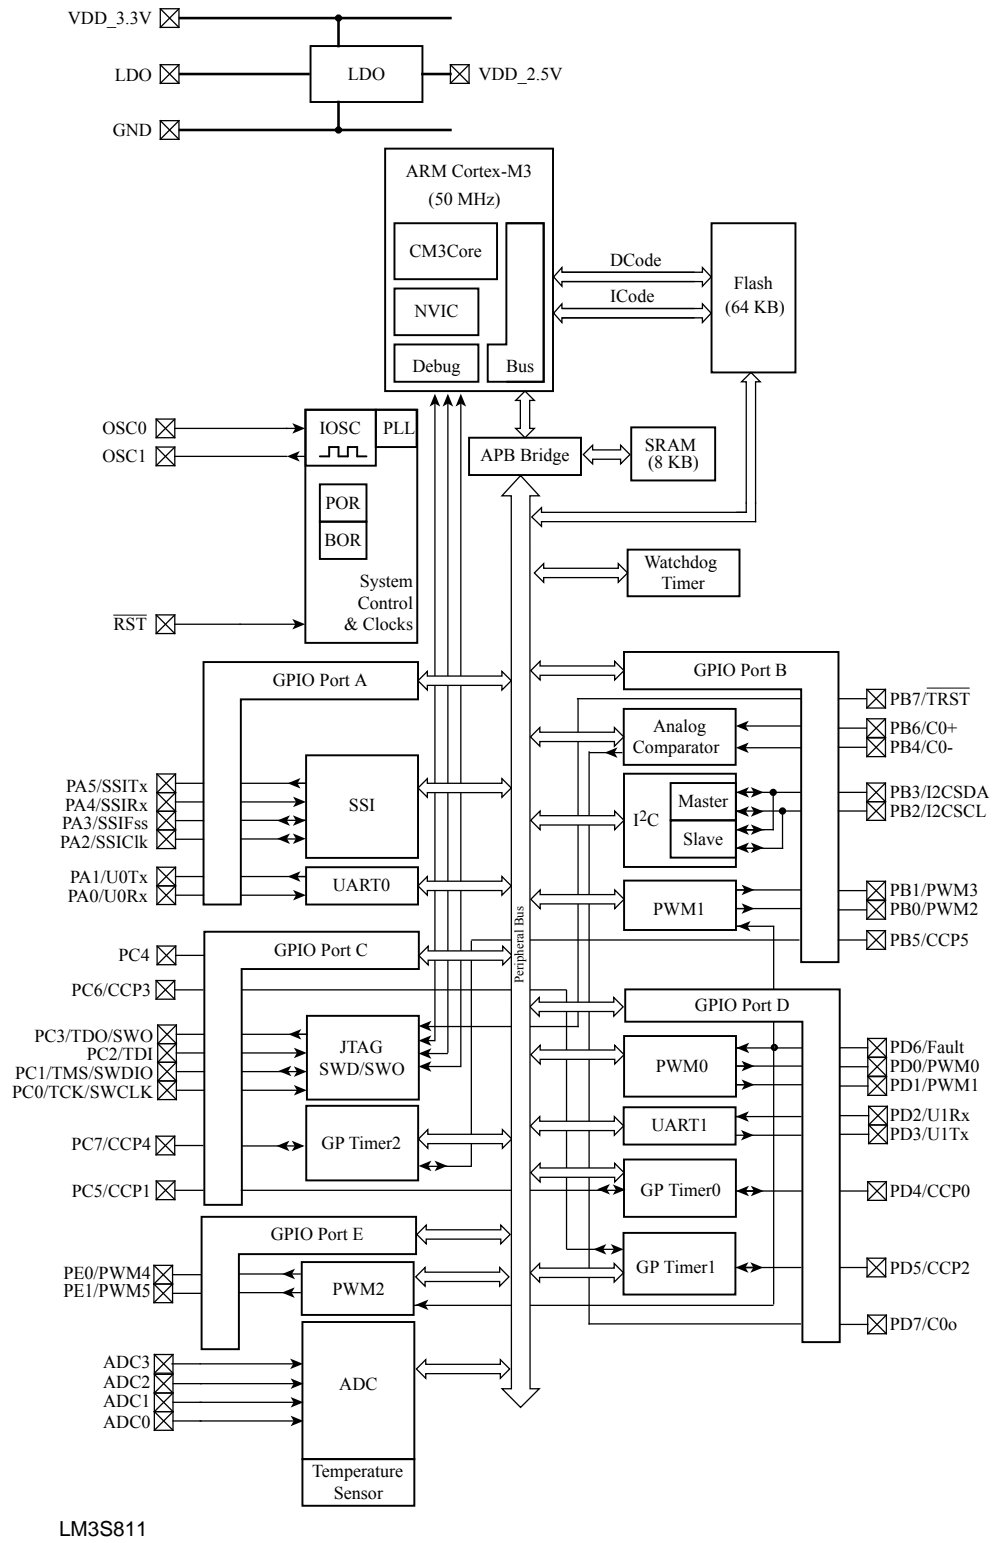 VDD_3.3V
LDO
LDO
VDD_2.5V
GND
ARM Cortex-M3
(50 MHz)
CM3Core
NVIC
Debug
Bus
DCode
ICode
Flash
(64 KB)
OSC0
OSC1
IOSC
PLL
POR
BOR
System
Control
& Clocks
RST
APB Bridge
SRAM
(8 KB)
Watchdog
Timer
Peripheral Bus
GPIO Port A
PA5/SSITx
PA4/SSIRx
PA3/SSIFss
PA2/SSIClk
SSI
PA1/U0Tx
PA0/U0Rx
UART0
GPIO Port B
PB7/TRST
Analog
Comparator
PB6/C0+
PB4/C0-
I2C
Master
Slave
PB3/I2CSDA
PB2/I2CSCL
PWM1
PB1/PWM3
PB0/PWM2
PB5/CCP5
GPIO Port C
PC4
PC6/CCP3
PC3/TDO/SWO
PC2/TDI
PC1/TMS/SWDIO
PC0/TCK/SWCLK
JTAG
SWD/SWO
PC7/CCP4
GP Timer2
PC5/CCP1
GPIO Port D
PWM0
PD6/Fault
PD0/PWM0
PD1/PWM1
UART1
PD2/U1Rx
PD3/U1Tx
GP Timer0
PD4/CCP0
GP Timer1
PD5/CCP2
PD7/C0o
GPIO Port E
PE0/PWM4
PE1/PWM5
PWM2
ADC3
ADC2
ADC1
ADC0
ADC
Temperature
Sensor
LM3S811